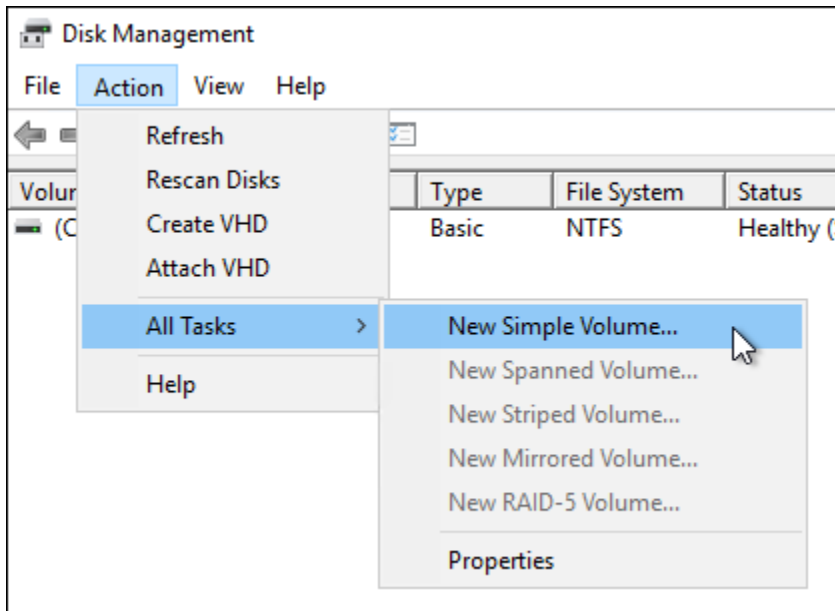 Disk Management
File Action View Help
Refresh
Rescan Disks
Create VHD
Attach VHD
All Tasks
Help
Type File System Status
Basic NTFS Healthy (
New Simple Volume...
New Spanned Volume...
New Striped Volume...
New Mirrored Volume...
New RAID-5 Volume...
Properties